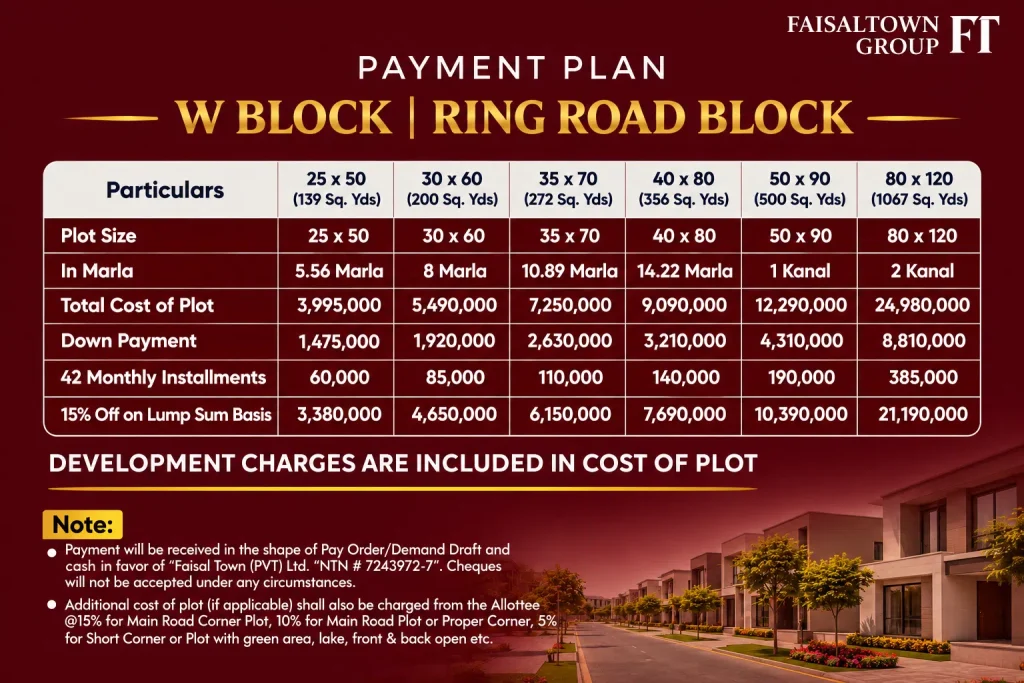 FAISALTOWN
GROUP FT
PAYMENT PLAN
W BLOCK | RING ROAD BLOCK
Particulars 25 x 50 (139 Sq. Yds) 30 x 60 (200 Sq. Yds) 35 x 70 (272 Sq. Yds) 40 x 80 (356 Sq. Yds) 50 x 90 (500 Sq. Yds) 80 x 120 (1067 Sq. Yds)
Plot Size 25 x 50 30 x 60 35 x 70 40 x 80 50 x 90 80 x 120
In Marla 5.56 Marla 8 Marla 10.89 Marla 14.22 Marla 1 Kanal 2 Kanal
Total Cost of Plot 3,995,000 5,490,000 7,250,000 9,090,000 12,290,000 24,980,000
Down Payment 1,475,000 1,920,000 2,630,000 3,210,000 4,310,000 8,810,000
42 Monthly Installments 60,000 85,000 110,000 140,000 190,000 385,000
15% Off on Lump Sum Basis 3,380,000 4,650,000 6,150,000 7,690,000 10,390,000 21,190,000
DEVELOPMENT CHARGES ARE INCLUDED IN COST OF PLOT
Note:
• Payment will be received in the shape of Pay Order/Demand Draft and
cash in favor of "Faisal Town (PVT) Ltd. "NTN # 7243972-7". Cheques
will not be accepted under any circumstances.
• Additional cost of plot (if applicable) shall also be charged from the Allottee
@15% for Main Road Corner Plot, 10% for Main Road Plot or Proper Corner, 5%
for Short Corner or Plot with green area, lake, front & back open etc.